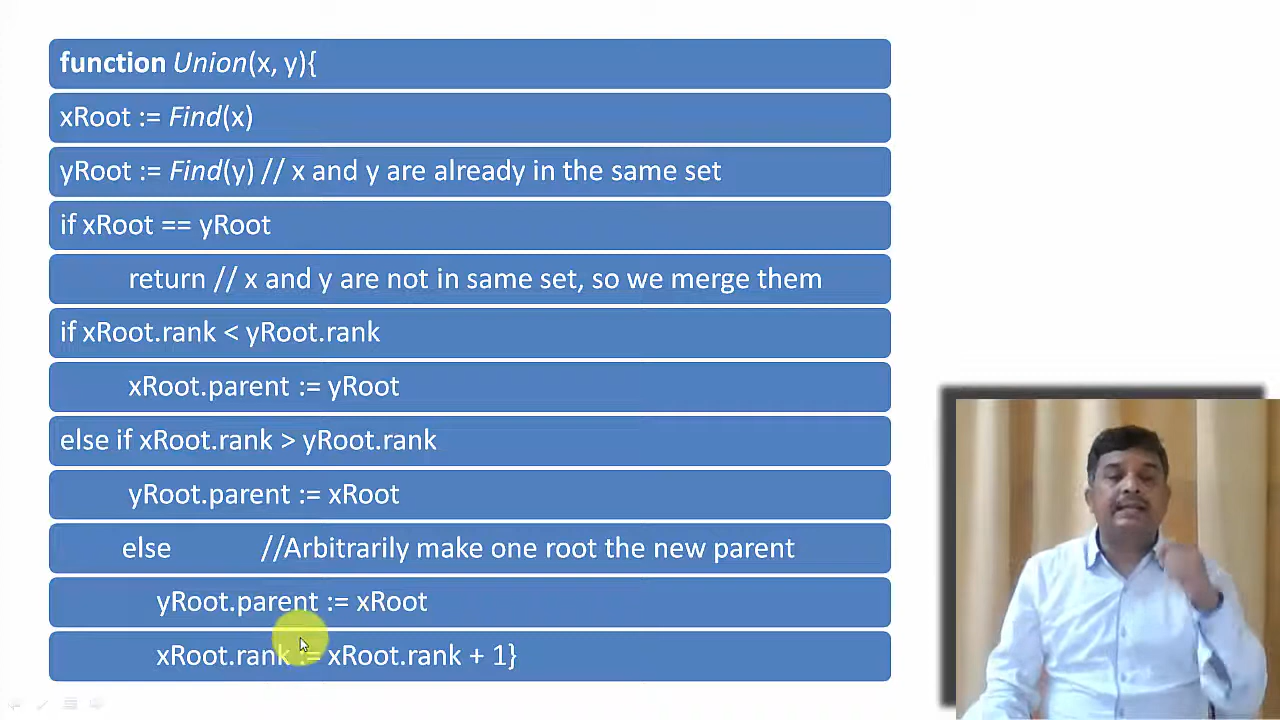 function Union(x, y){
xRoot := Find(x)
yRoot := Find(y) // x and y are already in the same set
if xRoot == yRoot
return // x and y are not in same set, so we merge them
if xRoot.rank < yRoot.rank
xRoot.parent := yRoot
else if xRoot.rank > yRoot.rank
yRoot.parent := xRoot
else //Arbitrarily make one root the new parent
yRoot.parent := xRoot
xRoot.rank := xRoot.rank + 1}